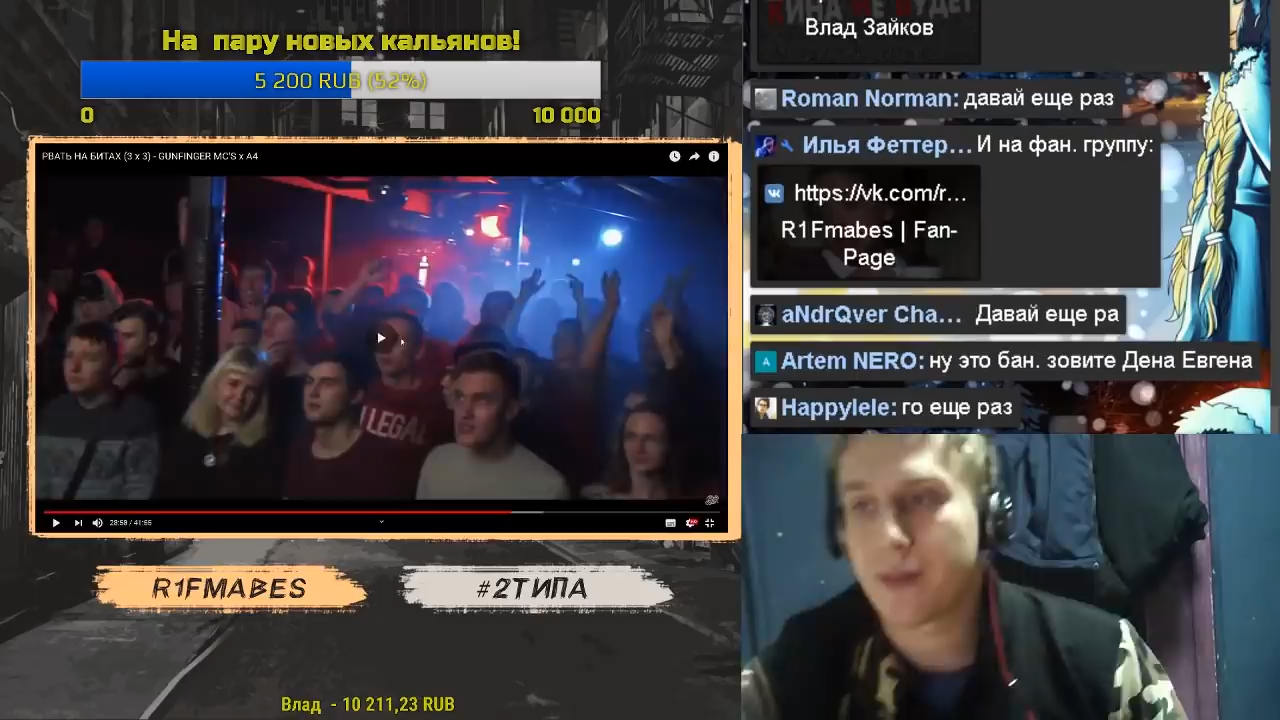 На пару новых кальянов!
5 200 RUB (52%)
0
10 000
РВАТЬ НА БИТАХ (3 x 3) - GUNFINGER MC'S x A4
LLEGAL
28:59 / 41:55
R1FMABES
#2ТИПА
Влад - 10 211,23 RUB
Влад Зайков
Roman Norman: давай еще раз
Илья Феттер... И на фан. группу:
https://vk.com/r...
R1Fmabes | Fan-
Page
aNdrQver Cha... Давай еще ра
A
Artem NERO: ну это бан. зовите Дена Евгена
Happylele: го еще раз